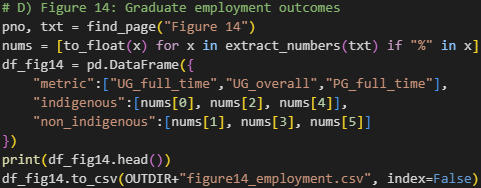 # D) Figure 14: Graduate employment outcomes
pno, txt = find_page("Figure 14")
nums = [to_float(x) for x in extract_numbers(txt) if "%" in x]
df_fig14 = pd.DataFrame({
    "metric":["UG_full_time","UG_overall","PG_full_time"],
    "indigenous":[nums[0], nums[2], nums[4]],
    "non_indigenous":[nums[1], nums[3], nums[5]]
})
print(df_fig14.head())
df_fig14.to_csv(OUTDIR+"figure14_employment.csv", index=False)